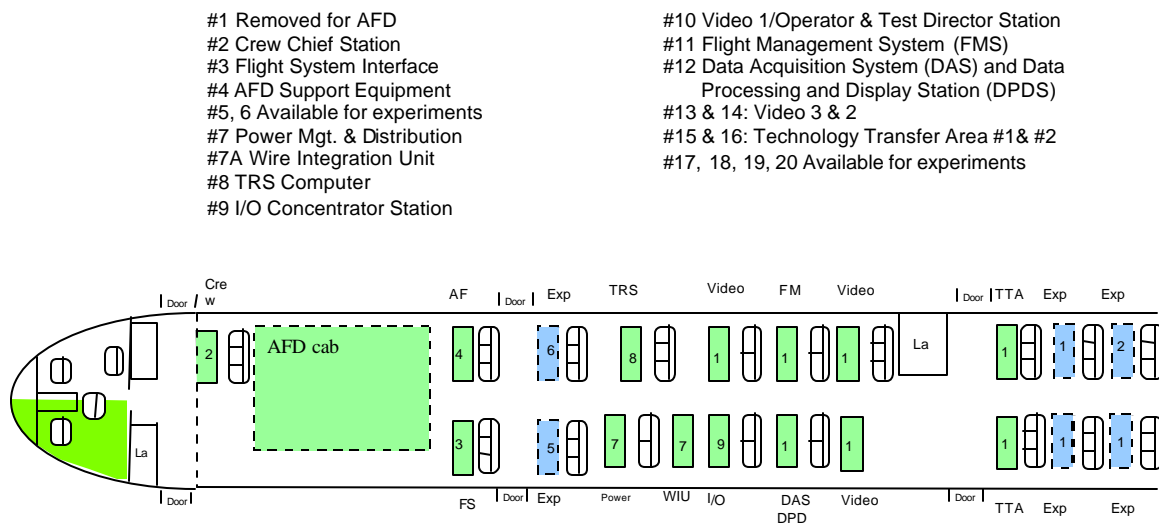 #1 Removed for AFD
#2 Crew Chief Station
#3 Flight System Interface
#4 AFD Support Equipment
#5, 6 Available for experiments
#7 Power Mgt. & Distribution
#7A Wire Integration Unit
#8 TRS Computer
#9 I/O Concentrator Station
#10 Video 1/Operator & Test Director Station
#11 Flight Management System (FMS)
#12 Data Acquisition System (DAS) and Data
Processing and Display Station (DPDS)
#13 & 14: Video 3 & 2
#15 & 16: Technology Transfer Area #1& #2
#17, 18, 19, 20 Available for experiments
Door
Cre
w
AF
Door
Exp
TRS
Video
FM
Video
Door
TTA
Exp
Exp
2
AFD cab
4
6
8
1
1
1
La
1
1
2
La
3
5
7
7
9
1
1
1
1
1
Door
FS
Door
Exp
Power
WIU
I/O
DAS
DPD
Video
Door
TTA
Exp
Exp